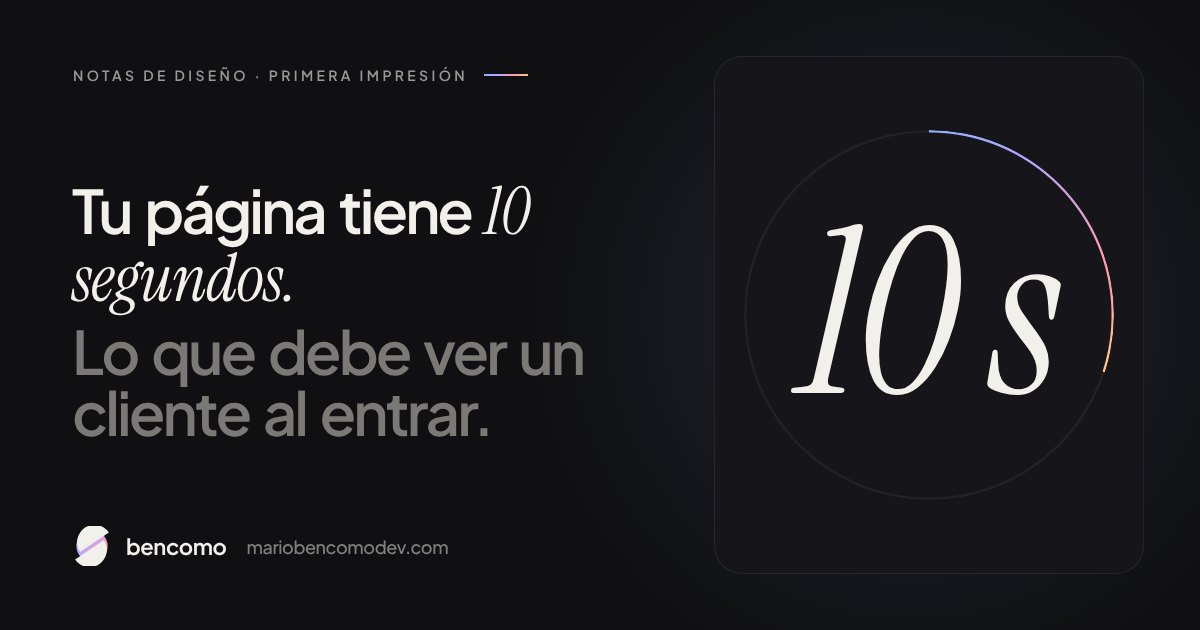 NOTAS DE DISEÑO · PRIMERA IMPRESIÓN
Tu página tiene 10
segundos.
Lo que debe ver un
cliente al entrar.
bencomo mariobencomodev.com
10 s